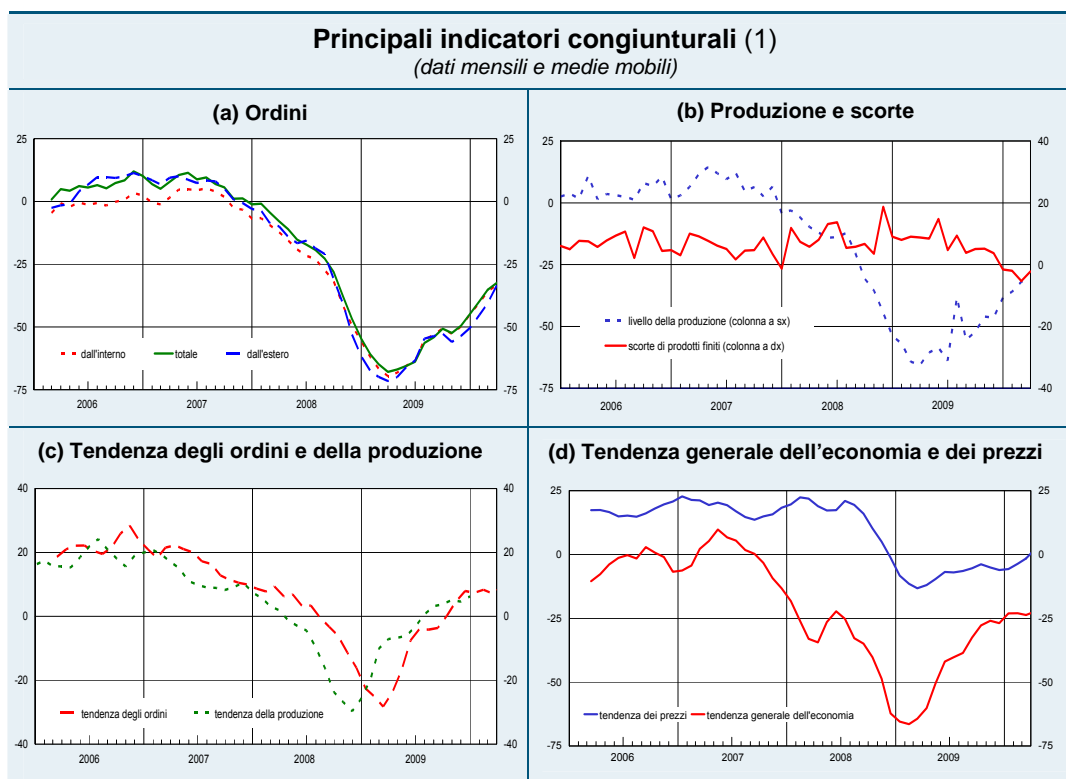 Principali indicatori congiunturali (1)
(dati mensili e medie mobili)
(a) Ordini
25 25
0 0
-25 -25
-50 -50
-75 -75
dall'interno totale dall'estero
2006 2007 2008 2009
(b) Produzione e scorte
25 40
0 20
-25 0
-50 -20
-75 -40
livello della produzione (colonna a sx)
scorte di prodotti finiti (colonna a dx)
2006 2007 2008 2009
(c) Tendenza degli ordini e della produzione
40 40
20 20
0 0
-20 -20
-40 -40
tendenza degli ordini tendenza della produzione
2006 2007 2008 2009
(d) Tendenza generale dell'economia e dei prezzi
25 25
0 0
-25 -25
-50 -50
-75 -75
tendenza dei prezzi tendenza generale dell'economia
2006 2007 2008 2009